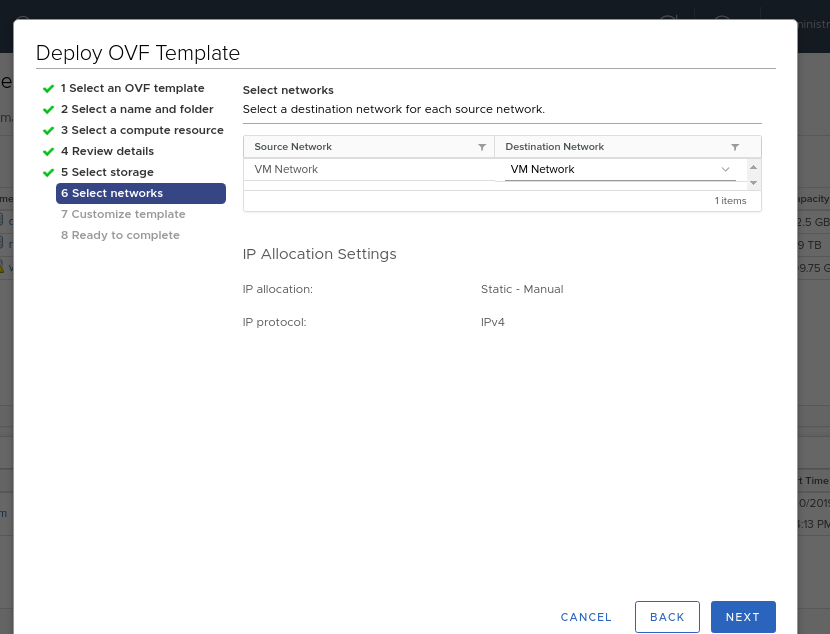 Deploy OVF Template
1 Select an OVF template
2 Select a name and folder
3 Select a compute resource
4 Review details
5 Select storage
6 Select networks
7 Customize template
8 Ready to complete
Select networks
Select a destination network for each source network.
Source Network Destination Network
VM Network VM Network
1 items
IP Allocation Settings
IP allocation: Static - Manual
IP protocol: IPv4
CANCEL BACK NEXT